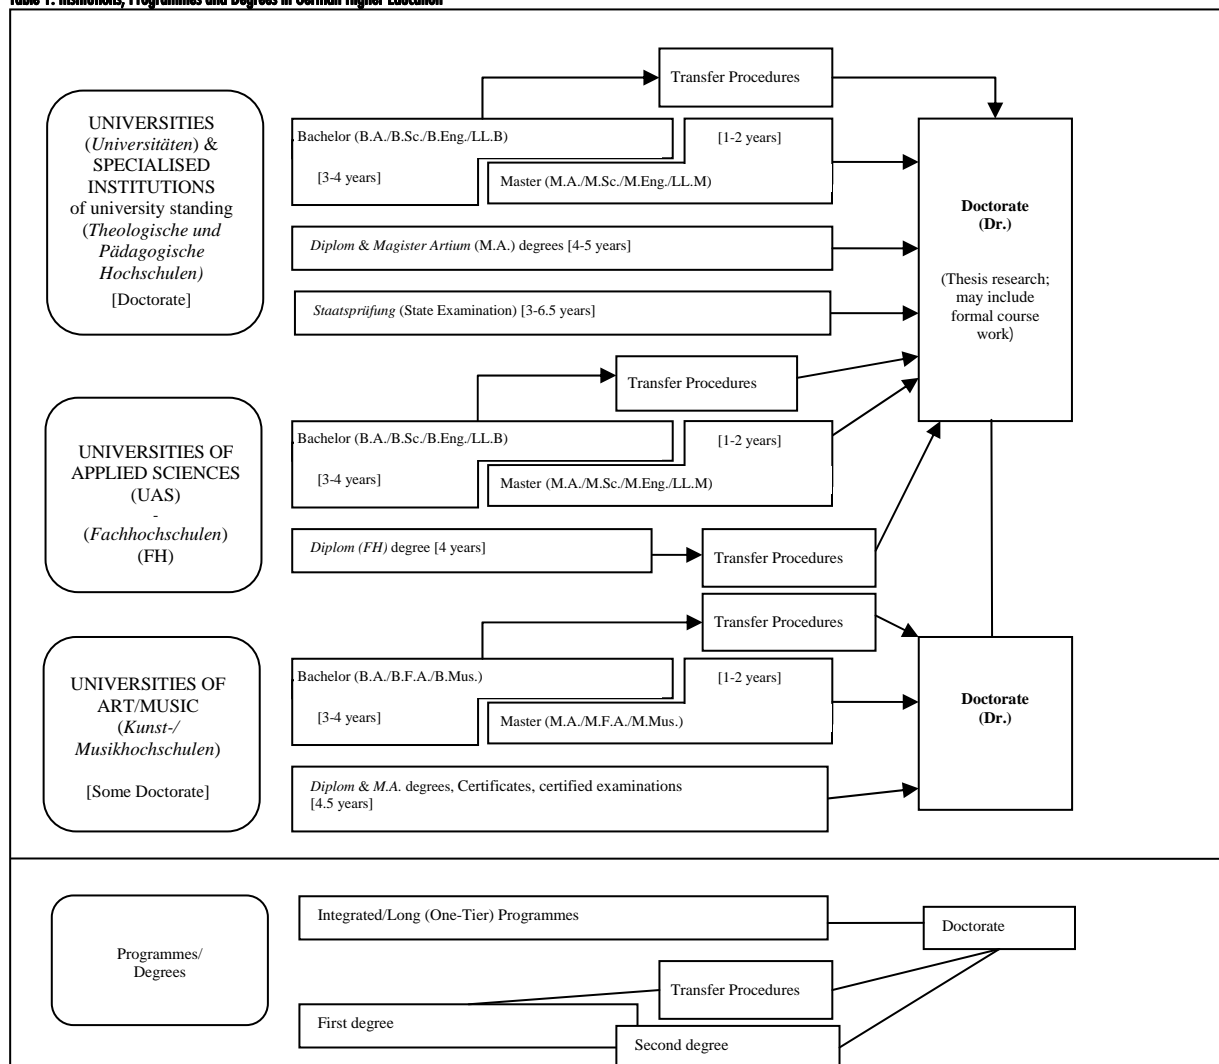 Table 1: Institutions, Programmes and Degrees in German Higher Education
Transfer Procedures
UNIVERSITIES
(Universitäten) &
SPECIALISED
INSTITUTIONS
of university standing
(Theologische und
Pädagogische
Hochschulen)
[Doctorate]
Bachelor (B.A./B.Sc./B.Eng./LL.B)
[3-4 years]
[1-2 years]
Master (M.A./M.Sc./M.Eng./LL.M)
Diplom & Magister Artium (M.A.) degrees [4-5 years]
Staatsprüfung (State Examination) [3-6.5 years]
Doctorate
(Dr.)
(Thesis research;
may include
formal course
work)
Transfer Procedures
UNIVERSITIES OF
APPLIED SCIENCES
(UAS)
-
(Fachhochschulen)
(FH)
Bachelor (B.A./B.Sc./B.Eng./LL.B)
[3-4 years]
[1-2 years]
Master (M.A./M.Sc./M.Eng./LL.M)
Diplom (FH) degree [4 years]
Transfer Procedures
Transfer Procedures
UNIVERSITIES OF
ART/MUSIC
(Kunst-/
Musikhochschulen)
[Some Doctorate]
Bachelor (B.A./B.F.A./B.Mus.)
[3-4 years]
[1-2 years]
Master (M.A./M.F.A./M.Mus.)
Diplom & M.A. degrees, Certificates, certified examinations
[4.5 years]
Doctorate
(Dr.)
Programmes/
Degrees
Integrated/Long (One-Tier) Programmes
Doctorate
Transfer Procedures
First degree
Second degree